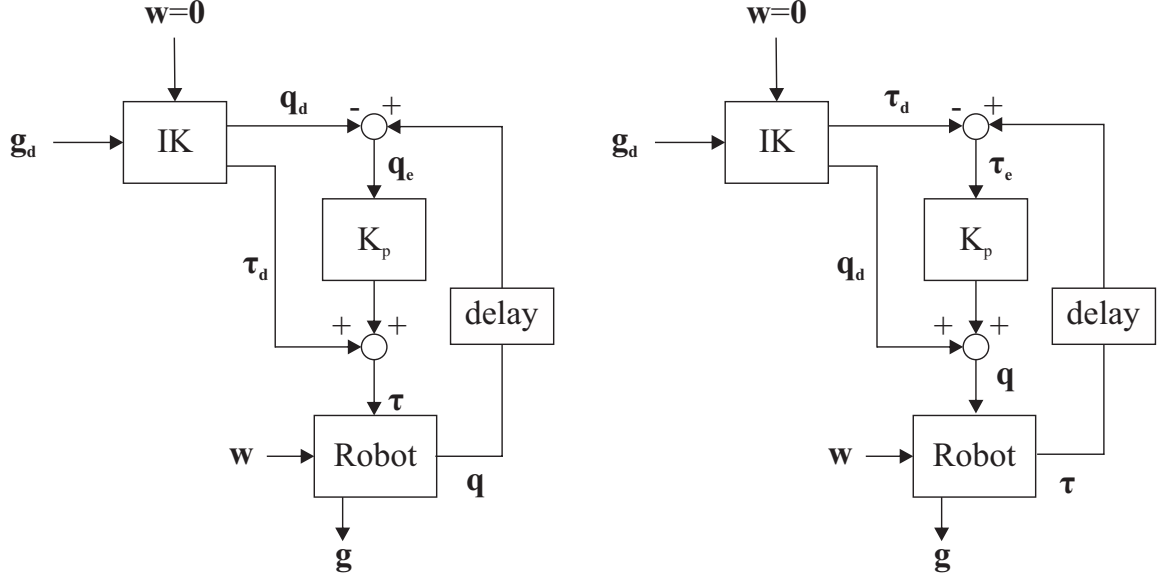 w=0
q_d
- +
g_d
IK
q_e
K_p
τ_d
delay
+ +
τ
w
Robot
q
g
w=0
τ_d
- +
g_d
IK
τ_e
K_p
q_d
delay
+ +
q
w
Robot
τ
g